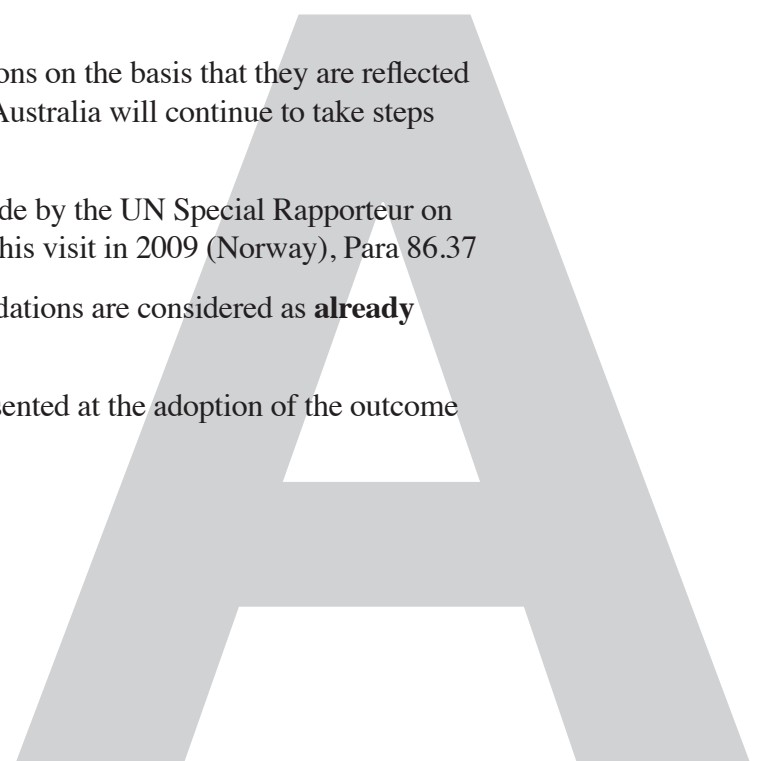 ons on the basis that they are reflected
Australia will continue to take steps
de by the UN Special Rapporteur on
his visit in 2009 (Norway), Para 86.37
dations are considered as already
sented at the adoption of the outcome
A